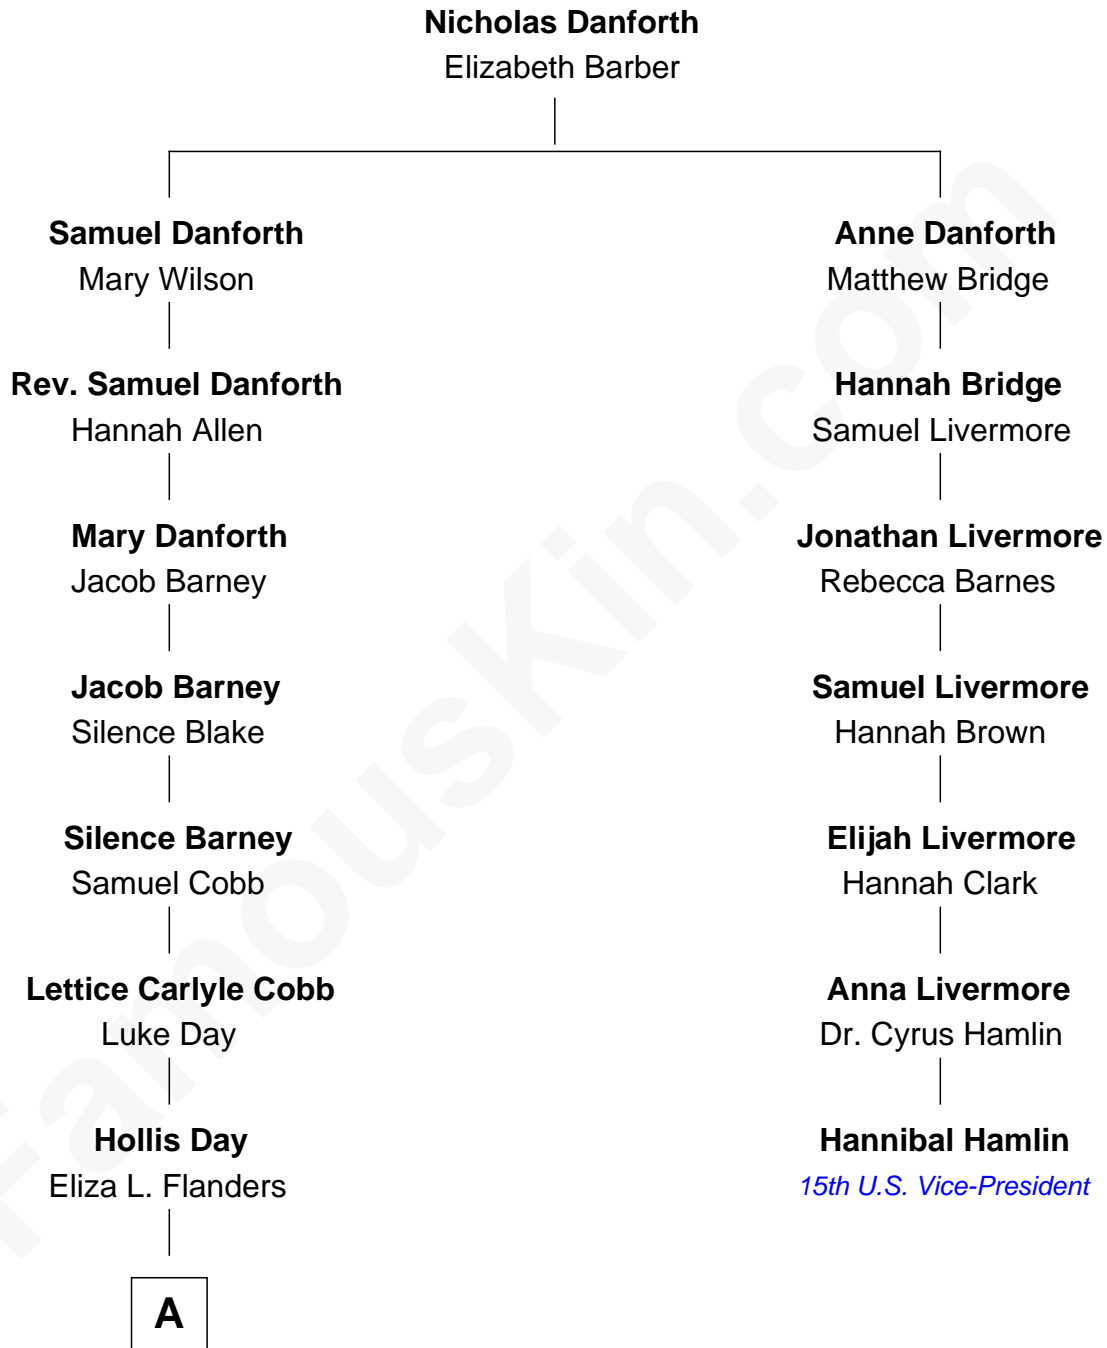 Nicholas Danforth
Elizabeth Barber
Samuel Danforth
Mary Wilson
Anne Danforth
Matthew Bridge
Rev. Samuel Danforth
Hannah Allen
Hannah Bridge
Samuel Livermore
Mary Danforth
Jacob Barney
Jonathan Livermore
Rebecca Barnes
Jacob Barney
Silence Blake
Samuel Livermore
Hannah Brown
Silence Barney
Samuel Cobb
Elijah Livermore
Hannah Clark
Lettice Carlyle Cobb
Luke Day
Anna Livermore
Dr. Cyrus Hamlin
Hollis Day
Eliza L. Flanders
Hannibal Hamlin
15th U.S. Vice-President
A
FamousKin.com